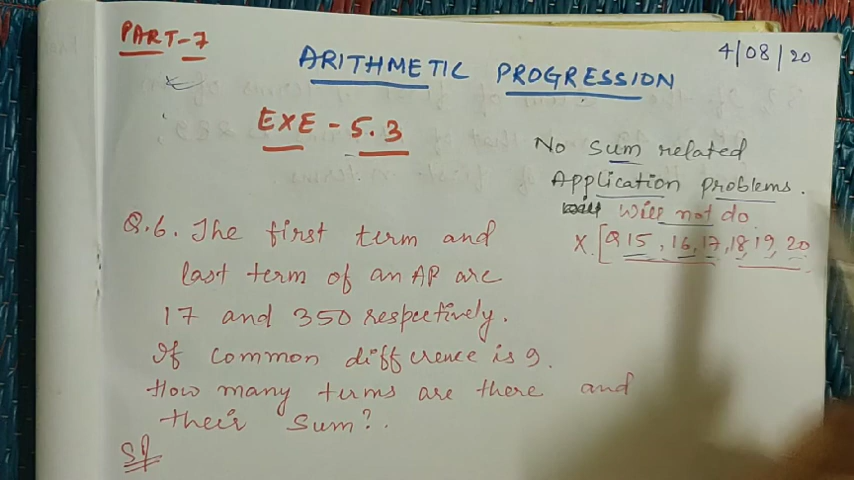 PART-7
4/08/20
ARITHMETIC PROGRESSION
EXE - 5.3
No Sum related
Application problems.
Will not do
X. [Q 15, 16, 17, 18 19, 20
Q.6. The first term and
last term of an AP are
17 and 350 respectively.
If common difference is 9.
How many terms are there and
their sum?
Sol